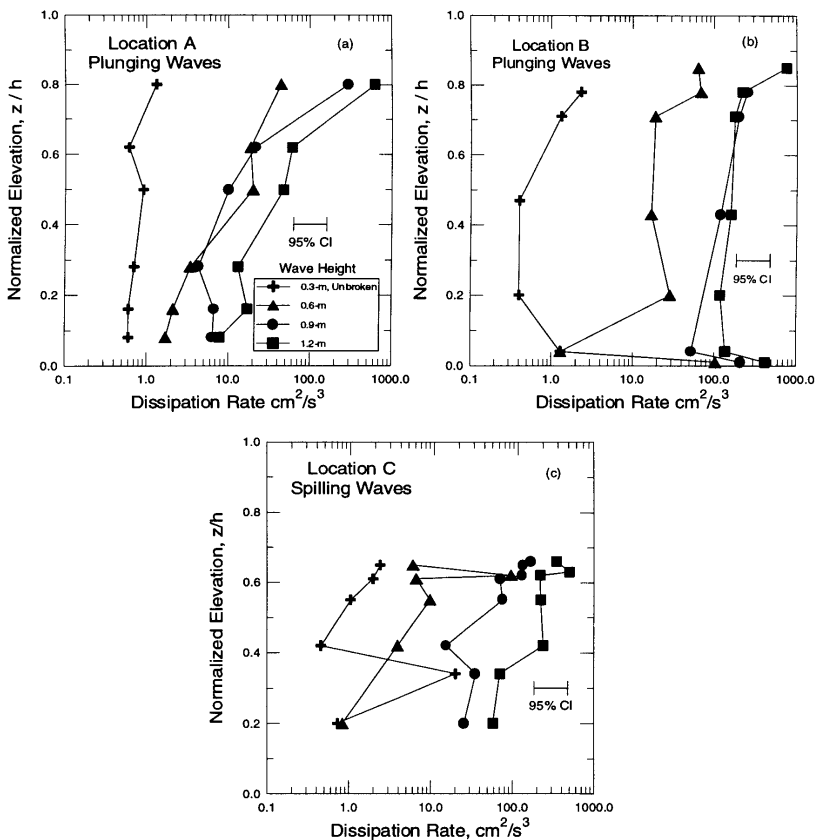 Location A
Plunging Waves
(a)
Normalized Elevation, z / h
1.0
0.8
0.6
0.4
0.2
0.0
95% CI
Wave Height
0.3-m, Unbroken
0.6-m
0.9-m
1.2-m
0.1
1.0
10.0
100.0
1000.0
Dissipation Rate cm²/s³
Location B
Plunging Waves
(b)
Normalized Elevation, z / h
1.0
0.8
0.6
0.4
0.2
0.0
95% CI
0.1
1.0
10.0
100.0
1000.0
Dissipation Rate cm²/s³
Location C
Spilling Waves
(c)
Normalized Elevation, z/h
1.0
0.8
0.6
0.4
0.2
0.0
95% CI
0.1
1.0
10.0
100.0
1000.0
Dissipation Rate, cm²/s³